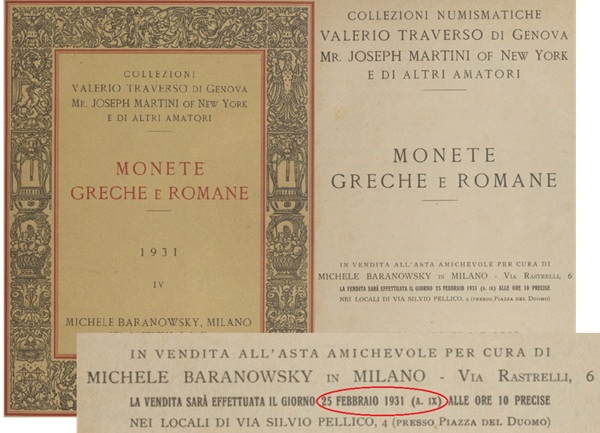 COLLEZIONI
VALERIO TRAVERSO DI GENOVA
MR. JOSEPH MARTINI OF NEW YORK
E DI ALTRI AMATORI
MONETE
GRECHE E ROMANE
1931
IV
MICHELE BARANOWSKY, MILANO
COLLEZIONI NUMISMATICHE
VALERIO TRAVERSO DI GENOVA
MR. JOSEPH MARTINI OF NEW YORK
E DI ALTRI AMATORI
MONETE
GRECHE E ROMANE
IN VENDITA ALL'ASTA AMICHEVOLE PER CURA DI
MICHELE BARANOWSKY IN MILANO - VIA RASTRELLI, 6
LA VENDITA SARÀ EFFETTUATA IL GIORNO 25 FEBBRAIO 1931 (A. IX) ALLE ORE 10 PRECISE
NEI LOCALI DI VIA SILVIO PELLICO, 4 (PRESSO PIAZZA DEL DUOMO)
IN VENDITA ALL'ASTA AMICHEVOLE PER CURA DI
MICHELE BARANOWSKY IN MILANO - VIA RASTRELLI, 6
LA VENDITA SARÀ EFFETTUATA IL GIORNO 25 FEBBRAIO 1931 (A. IX) ALLE ORE 10 PRECISE
NEI LOCALI DI VIA SILVIO PELLICO, 4 (PRESSO PIAZZA DEL DUOMO)